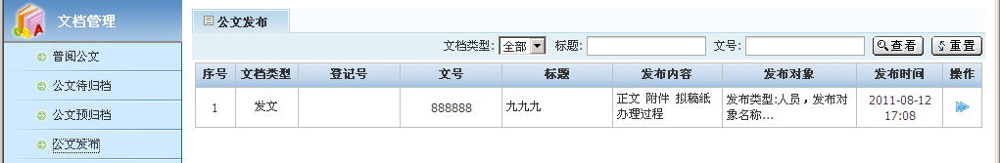 文档管理
普阅公文
公文待归档
公文预归档
公文发布
公文发布
文档类型: 全部 标题: 文号: 查看 重置
序号 文档类型 登记号 文号 标题 发布内容 发布对象 发布时间 操作
1 发文 888888 九九九 正文 附件 拟稿纸 发布类型:人员，发布对 2011-08-12
办理过程 象名称... 17:08